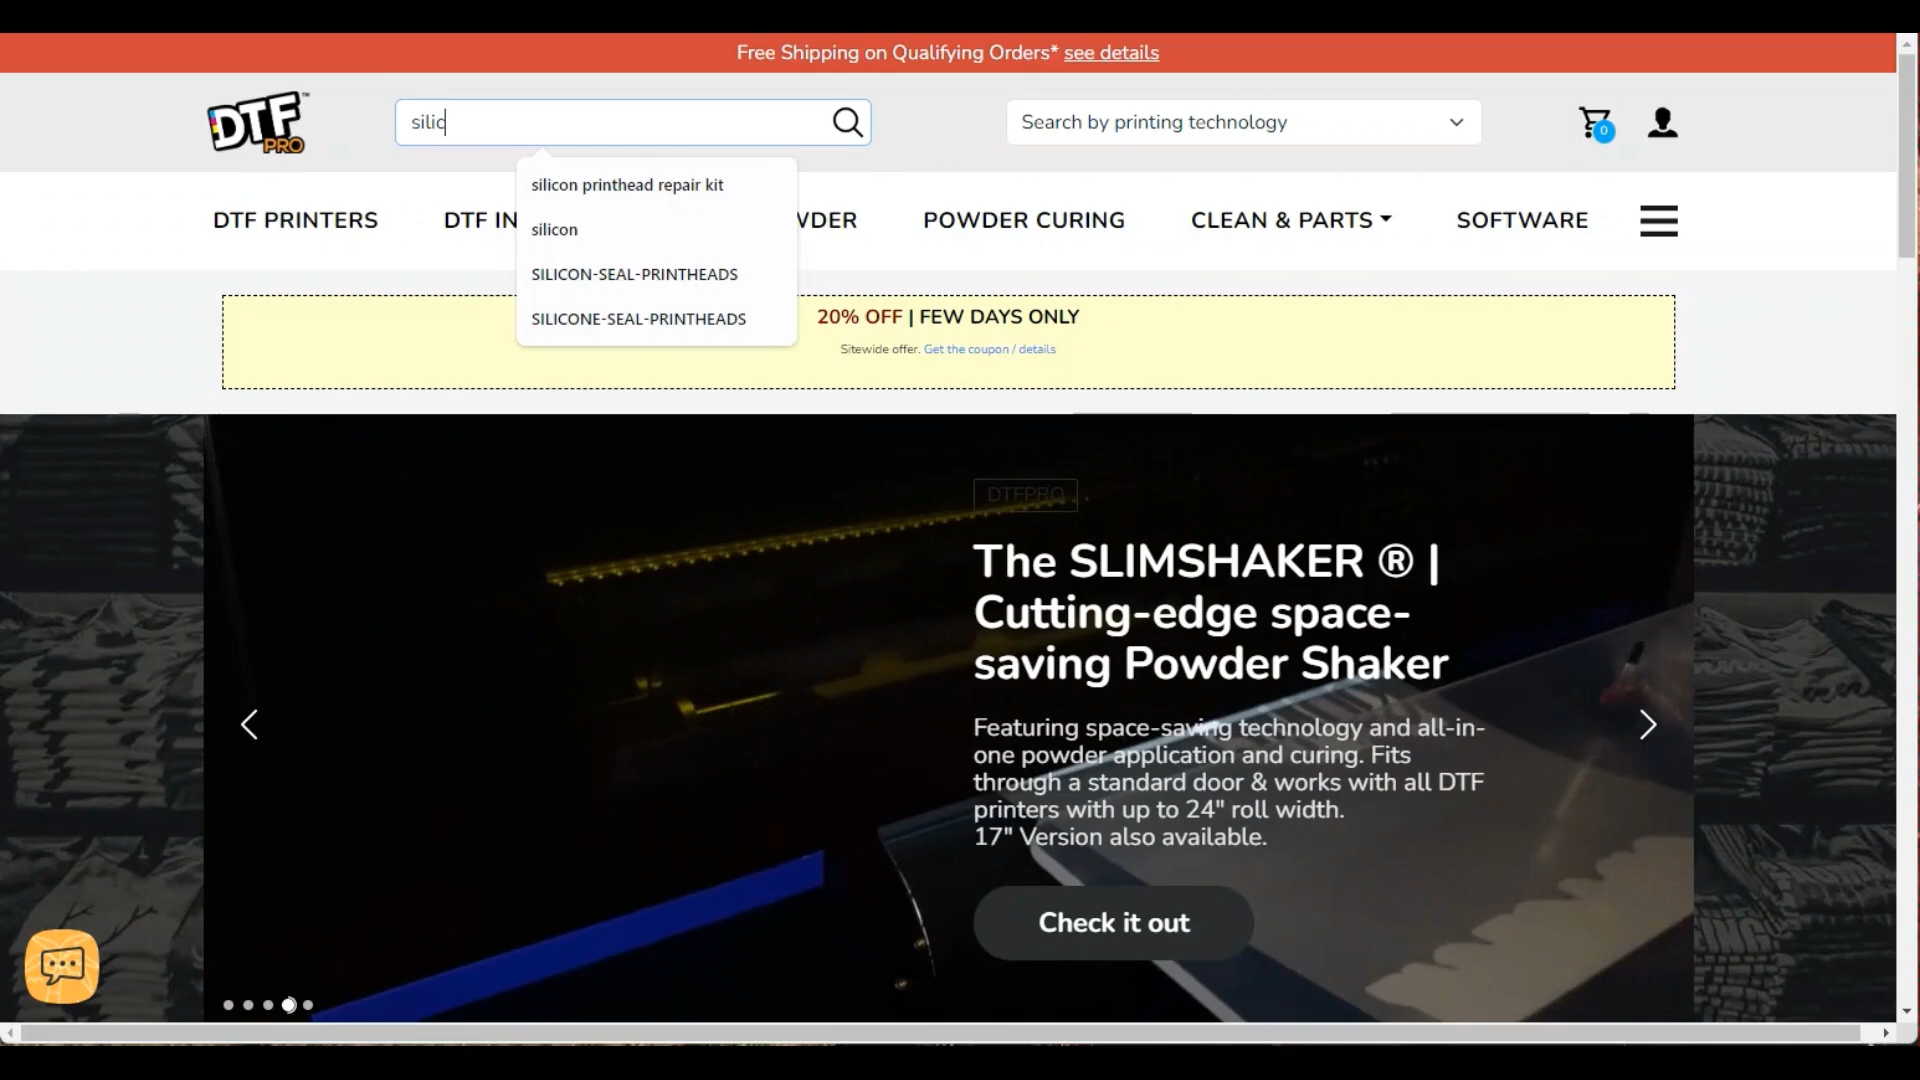 Free Shipping on Qualifying Orders* see details
DTF PRO ™
silic
Search by printing technology
0
silicon printhead repair kit
silicon
SILICON-SEAL-PRINTHEADS
SILICONE-SEAL-PRINTHEADS
DTF PRINTERS
DTF IN
WDER
POWDER CURING
CLEAN & PARTS
SOFTWARE
20% OFF | FEW DAYS ONLY
Sitewide offer. Get the coupon / details
DTFPRO
The SLIMSHAKER ® |
Cutting-edge space-
saving Powder Shaker
Featuring space-saving technology and all-in-
one powder application and curing. Fits
through a standard door & works with all DTF
printers with up to 24" roll width.
17" Version also available.
Check it out